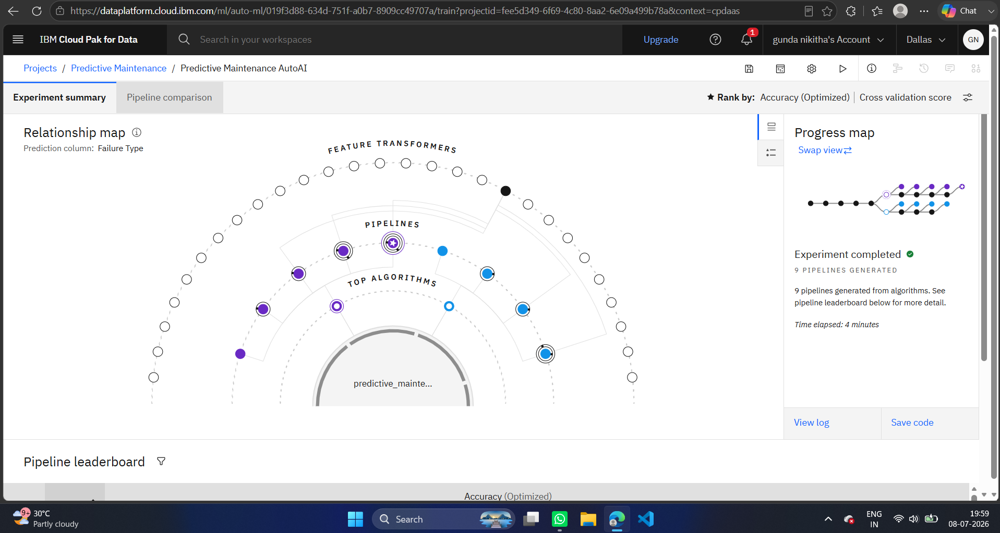 https://dataplatform.cloud.ibm.com/ml/auto-ml/019f3d88-634d-751f-a0b7-8909cc49707a/train?projectid=fee5d349-6f69-4c80-8aa2-6e09a499b78a&context=cpdaas
Chat
IBM Cloud Pak for Data
Search in your workspaces
Upgrade
1
gunda nikitha's Account
Dallas
GN
Projects / Predictive Maintenance / Predictive Maintenance AutoAI
Experiment summary
Pipeline comparison
Rank by: Accuracy (Optimized) | Cross validation score
Relationship map
Prediction column: Failure Type
FEATURE TRANSFORMERS
PIPELINES
TOP ALGORITHMS
predictive_mainte...
Progress map
Swap view
Experiment completed
9 PIPELINES GENERATED
9 pipelines generated from algorithms. See
pipeline leaderboard below for more detail.
Time elapsed: 4 minutes
View log
Save code
Pipeline leaderboard
Accuracy (Optimized)
9+
30°C
Partly cloudy
Search
ENG
IN
19:59
08-07-2026